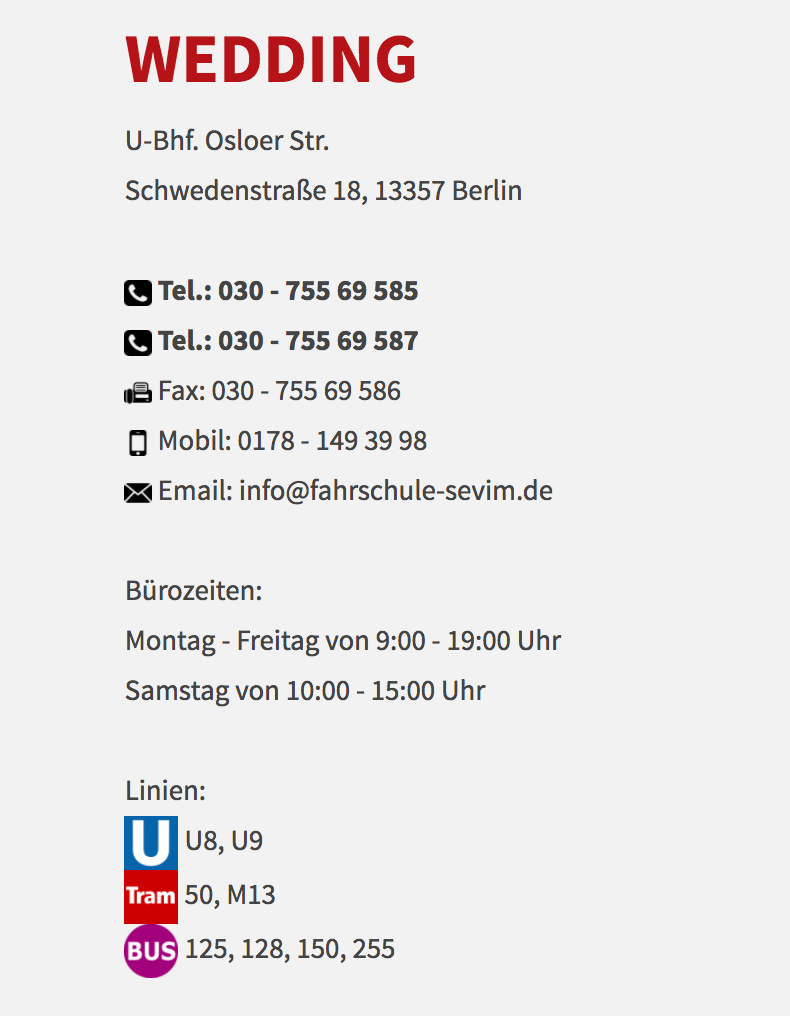 WEDDING
U-Bhf. Osloer Str.
Schwedenstraße 18, 13357 Berlin
Tel.: 030 - 755 69 585
Tel.: 030 - 755 69 587
Fax: 030 - 755 69 586
Mobil: 0178 - 149 39 98
Email: info@fahrschule-sevim.de
Bürozeiten:
Montag - Freitag von 9:00 - 19:00 Uhr
Samstag von 10:00 - 15:00 Uhr
Linien:
U U8, U9
Tram 50, M13
BUS 125, 128, 150, 255